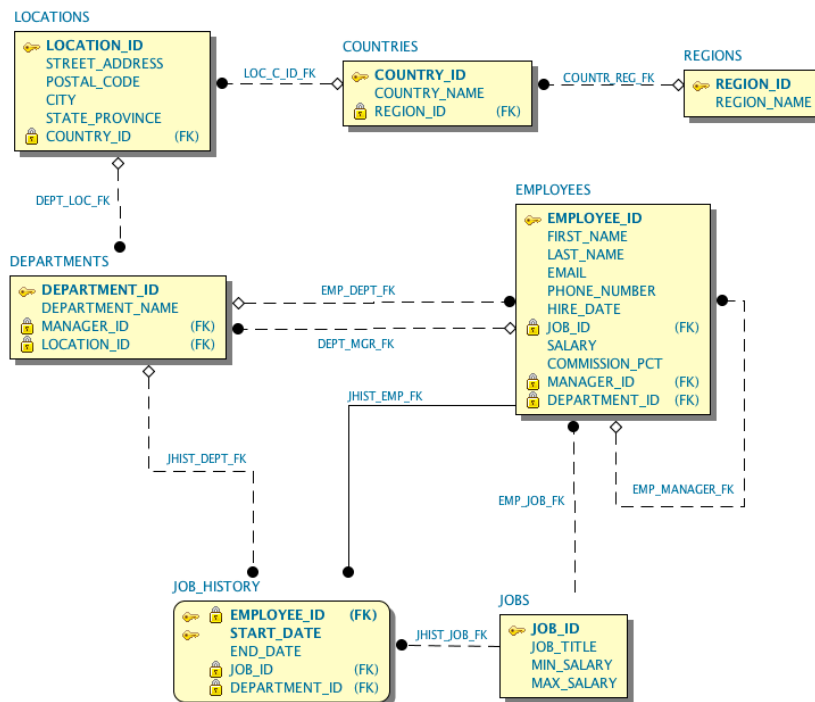 LOCATIONS
LOCATION_ID
STREET_ADDRESS
POSTAL_CODE
CITY
STATE_PROVINCE
COUNTRY_ID (FK)
LOC_C_ID_FK
COUNTRIES
COUNTRY_ID
COUNTRY_NAME
REGION_ID (FK)
COUNTR_REG_FK
REGIONS
REGION_ID
REGION_NAME
DEPT_LOC_FK
DEPARTMENTS
DEPARTMENT_ID
DEPARTMENT_NAME
MANAGER_ID (FK)
LOCATION_ID (FK)
EMP_DEPT_FK
DEPT_MGR_FK
EMPLOYEES
EMPLOYEE_ID
FIRST_NAME
LAST_NAME
EMAIL
PHONE_NUMBER
HIRE_DATE
JOB_ID (FK)
SALARY
COMMISSION_PCT
MANAGER_ID (FK)
DEPARTMENT_ID (FK)
JHIST_EMP_FK
JHIST_DEPT_FK
EMP_JOB_FK
EMP_MANAGER_FK
JOB_HISTORY
EMPLOYEE_ID (FK)
START_DATE
END_DATE
JOB_ID (FK)
DEPARTMENT_ID (FK)
JHIST_JOB_FK
JOBS
JOB_ID
JOB_TITLE
MIN_SALARY
MAX_SALARY